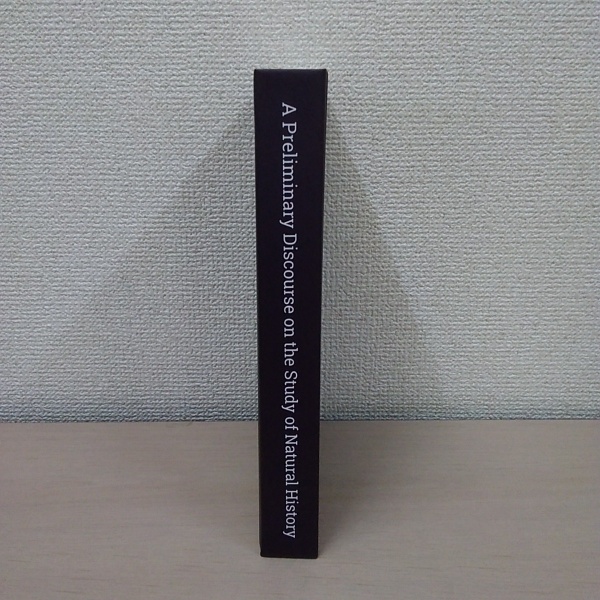 A Preliminary Discourse on the Study of Natural History